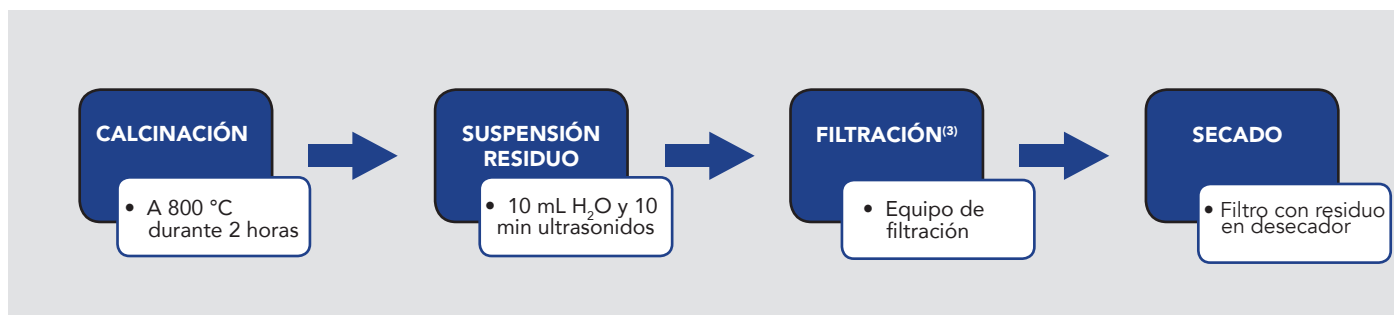 CALCINACIÓN
• A 800 °C
durante 2 horas
SUSPENSIÓN
RESIDUO
• 10 mL H₂O y 10
min ultrasonidos
FILTRACIÓN⁽³⁾
• Equipo de
filtración
SECADO
• Filtro con residuo
en desecador